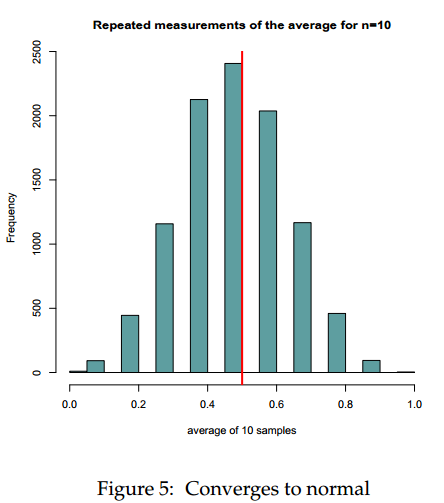 Repeated measurements of the average for n=10
2500
2000
1500
1000
500
0
Frequency
0.0 0.2 0.4 0.6 0.8 1.0
average of 10 samples
Figure 5: Converges to normal